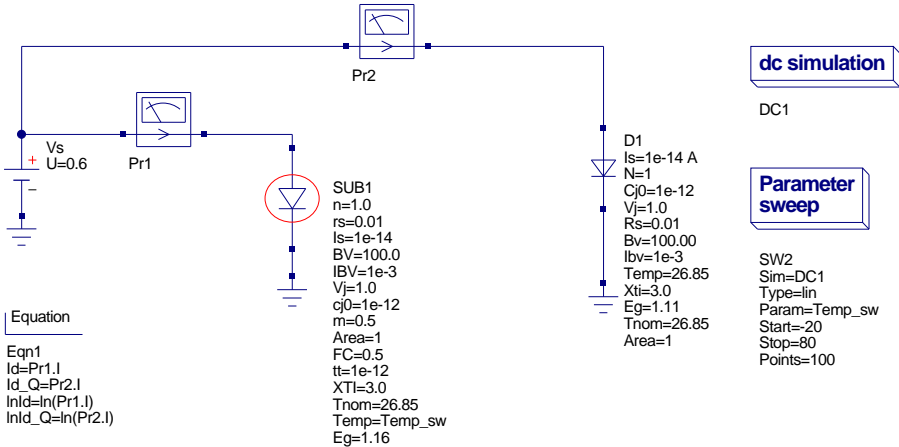 Pr2
Pr1
Vs
U=0.6
+
–
SUB1
n=1.0
rs=0.01
Is=1e-14
BV=100.0
IBV=1e-3
Vj=1.0
cj0=1e-12
m=0.5
Area=1
FC=0.5
tt=1e-12
XTI=3.0
Tnom=26.85
Temp=Temp_sw
Eg=1.16
D1
Is=1e-14 A
N=1
Cj0=1e-12
Vj=1.0
Rs=0.01
Bv=100.00
Ibv=1e-3
Temp=26.85
Xti=3.0
Eg=1.11
Tnom=26.85
Area=1
dc simulation
DC1
Parameter
sweep
SW2
Sim=DC1
Type=lin
Param=Temp_sw
Start=-20
Stop=80
Points=100
Equation
Eqn1
Id=Pr1.I
Id_Q=Pr2.I
lnId=ln(Pr1.I)
lnId_Q=ln(Pr2.I)